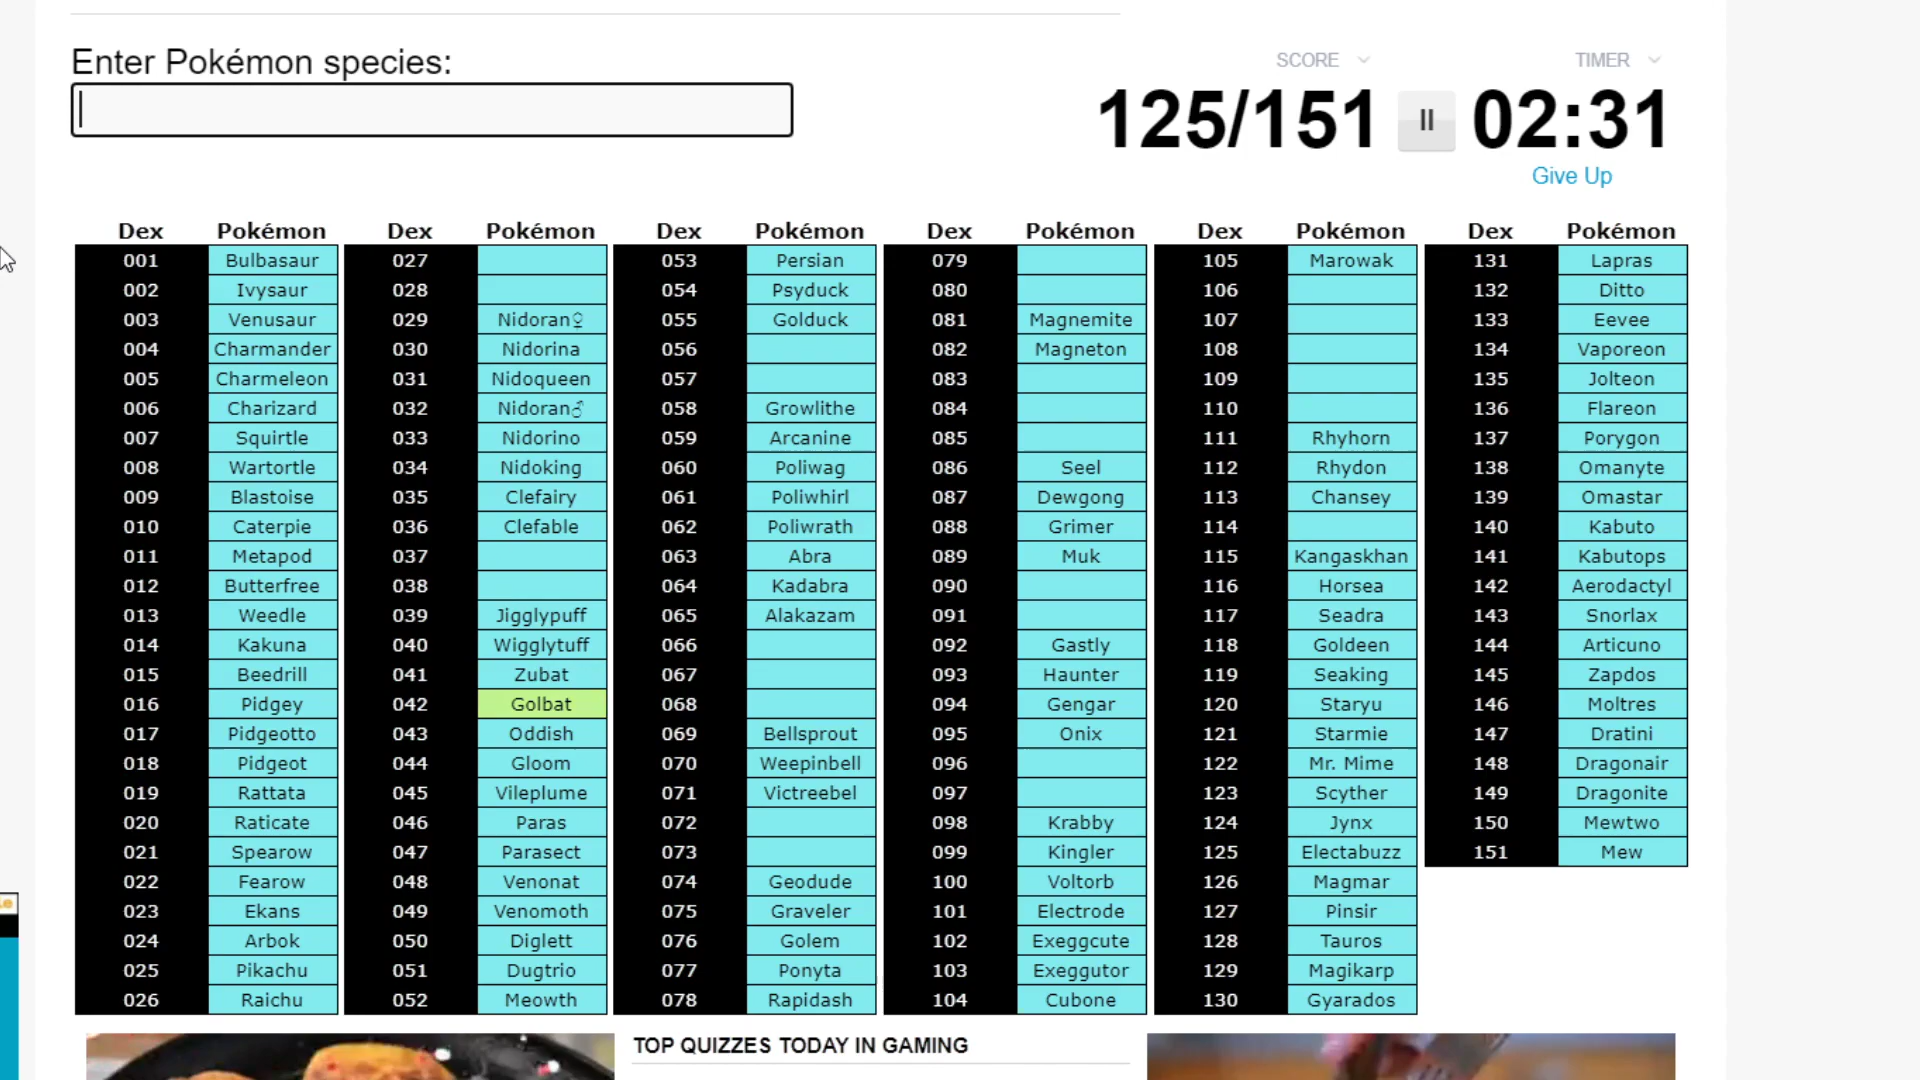 Enter Pokémon species:
SCORE
TIMER
125/151
02:31
Give Up
Dex Pokémon Dex Pokémon Dex Pokémon Dex Pokémon Dex Pokémon Dex Pokémon
001 Bulbasaur 027 053 Persian 079 105 Marowak 131 Lapras
002 Ivysaur 028 054 Psyduck 080 106 132 Ditto
003 Venusaur 029 Nidoran♀ 055 Golduck 081 Magnemite 107 133 Eevee
004 Charmander 030 Nidorina 056 082 Magneton 108 134 Vaporeon
005 Charmeleon 031 Nidoqueen 057 083 109 135 Jolteon
006 Charizard 032 Nidoran♂ 058 Growlithe 084 110 136 Flareon
007 Squirtle 033 Nidorino 059 Arcanine 085 111 Rhyhorn 137 Porygon
008 Wartortle 034 Nidoking 060 Poliwag 086 Seel 112 Rhydon 138 Omanyte
009 Blastoise 035 Clefairy 061 Poliwhirl 087 Dewgong 113 Chansey 139 Omastar
010 Caterpie 036 Clefable 062 Poliwrath 088 Grimer 114 140 Kabuto
011 Metapod 037 063 Abra 089 Muk 115 Kangaskhan 141 Kabutops
012 Butterfree 038 064 Kadabra 090 116 Horsea 142 Aerodactyl
013 Weedle 039 Jigglypuff 065 Alakazam 091 117 Seadra 143 Snorlax
014 Kakuna 040 Wigglytuff 066 092 Gastly 118 Goldeen 144 Articuno
015 Beedrill 041 Zubat 067 093 Haunter 119 Seaking 145 Zapdos
016 Pidgey 042 Golbat 068 094 Gengar 120 Staryu 146 Moltres
017 Pidgeotto 043 Oddish 069 Bellsprout 095 Onix 121 Starmie 147 Dratini
018 Pidgeot 044 Gloom 070 Weepinbell 096 122 Mr. Mime 148 Dragonair
019 Rattata 045 Vileplume 071 Victreebel 097 123 Scyther 149 Dragonite
020 Raticate 046 Paras 072 098 Krabby 124 Jynx 150 Mewtwo
021 Spearow 047 Parasect 073 099 Kingler 125 Electabuzz 151 Mew
022 Fearow 048 Venonat 074 Geodude 100 Voltorb 126 Magmar
023 Ekans 049 Venomoth 075 Graveler 101 Electrode 127 Pinsir
024 Arbok 050 Diglett 076 Golem 102 Exeggcute 128 Tauros
025 Pikachu 051 Dugtrio 077 Ponyta 103 Exeggutor 129 Magikarp
026 Raichu 052 Meowth 078 Rapidash 104 Cubone 130 Gyarados
TOP QUIZZES TODAY IN GAMING